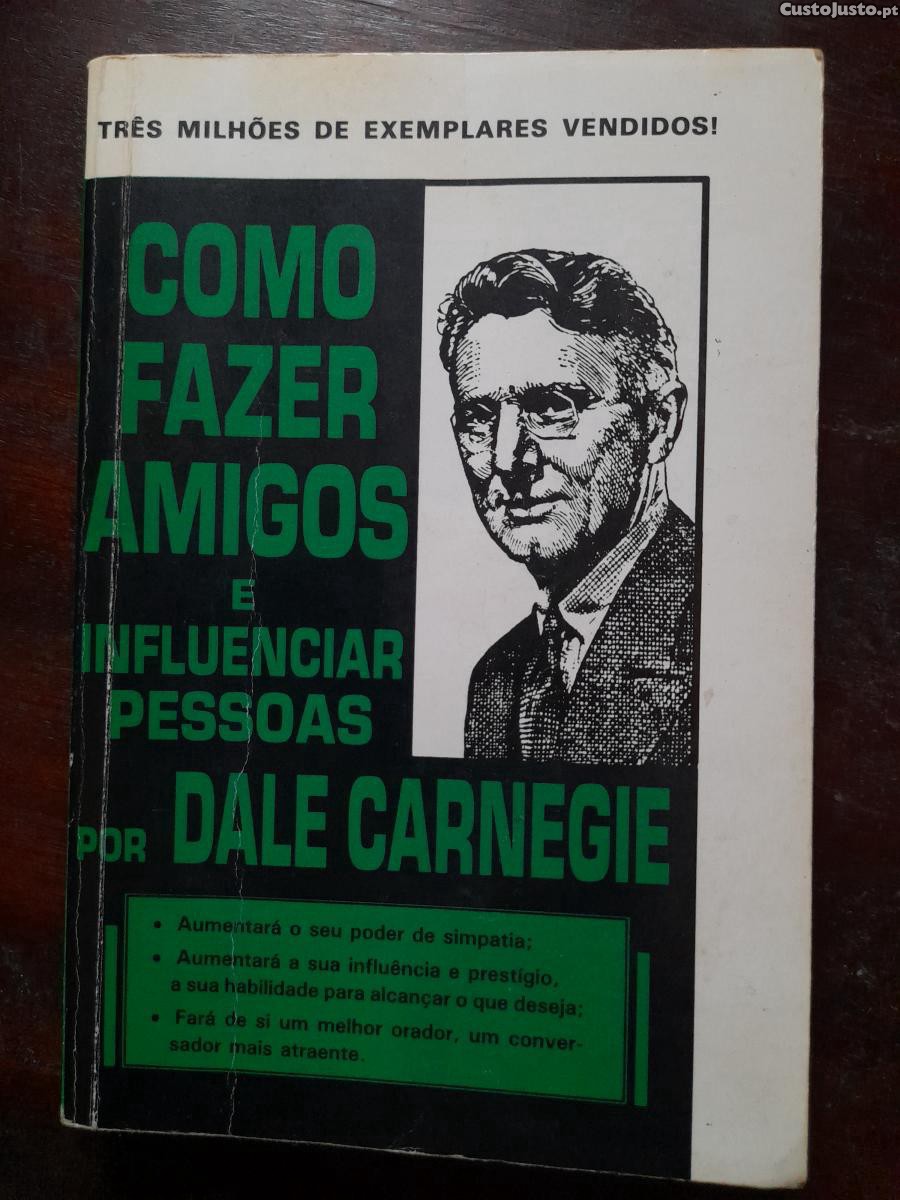 CustoJusto.pt
TRÊS MILHÕES DE EXEMPLARES VENDIDOS!
COMO
FAZER
AMIGOS
E
INFLUENCIAR
PESSOAS
POR DALE CARNEGIE
• Aumentará o seu poder de simpatia;
• Aumentará a sua influência e prestígio,
a sua habilidade para alcançar o que deseja;
• Fará de si um melhor orador, um conver-
sador mais atraente.